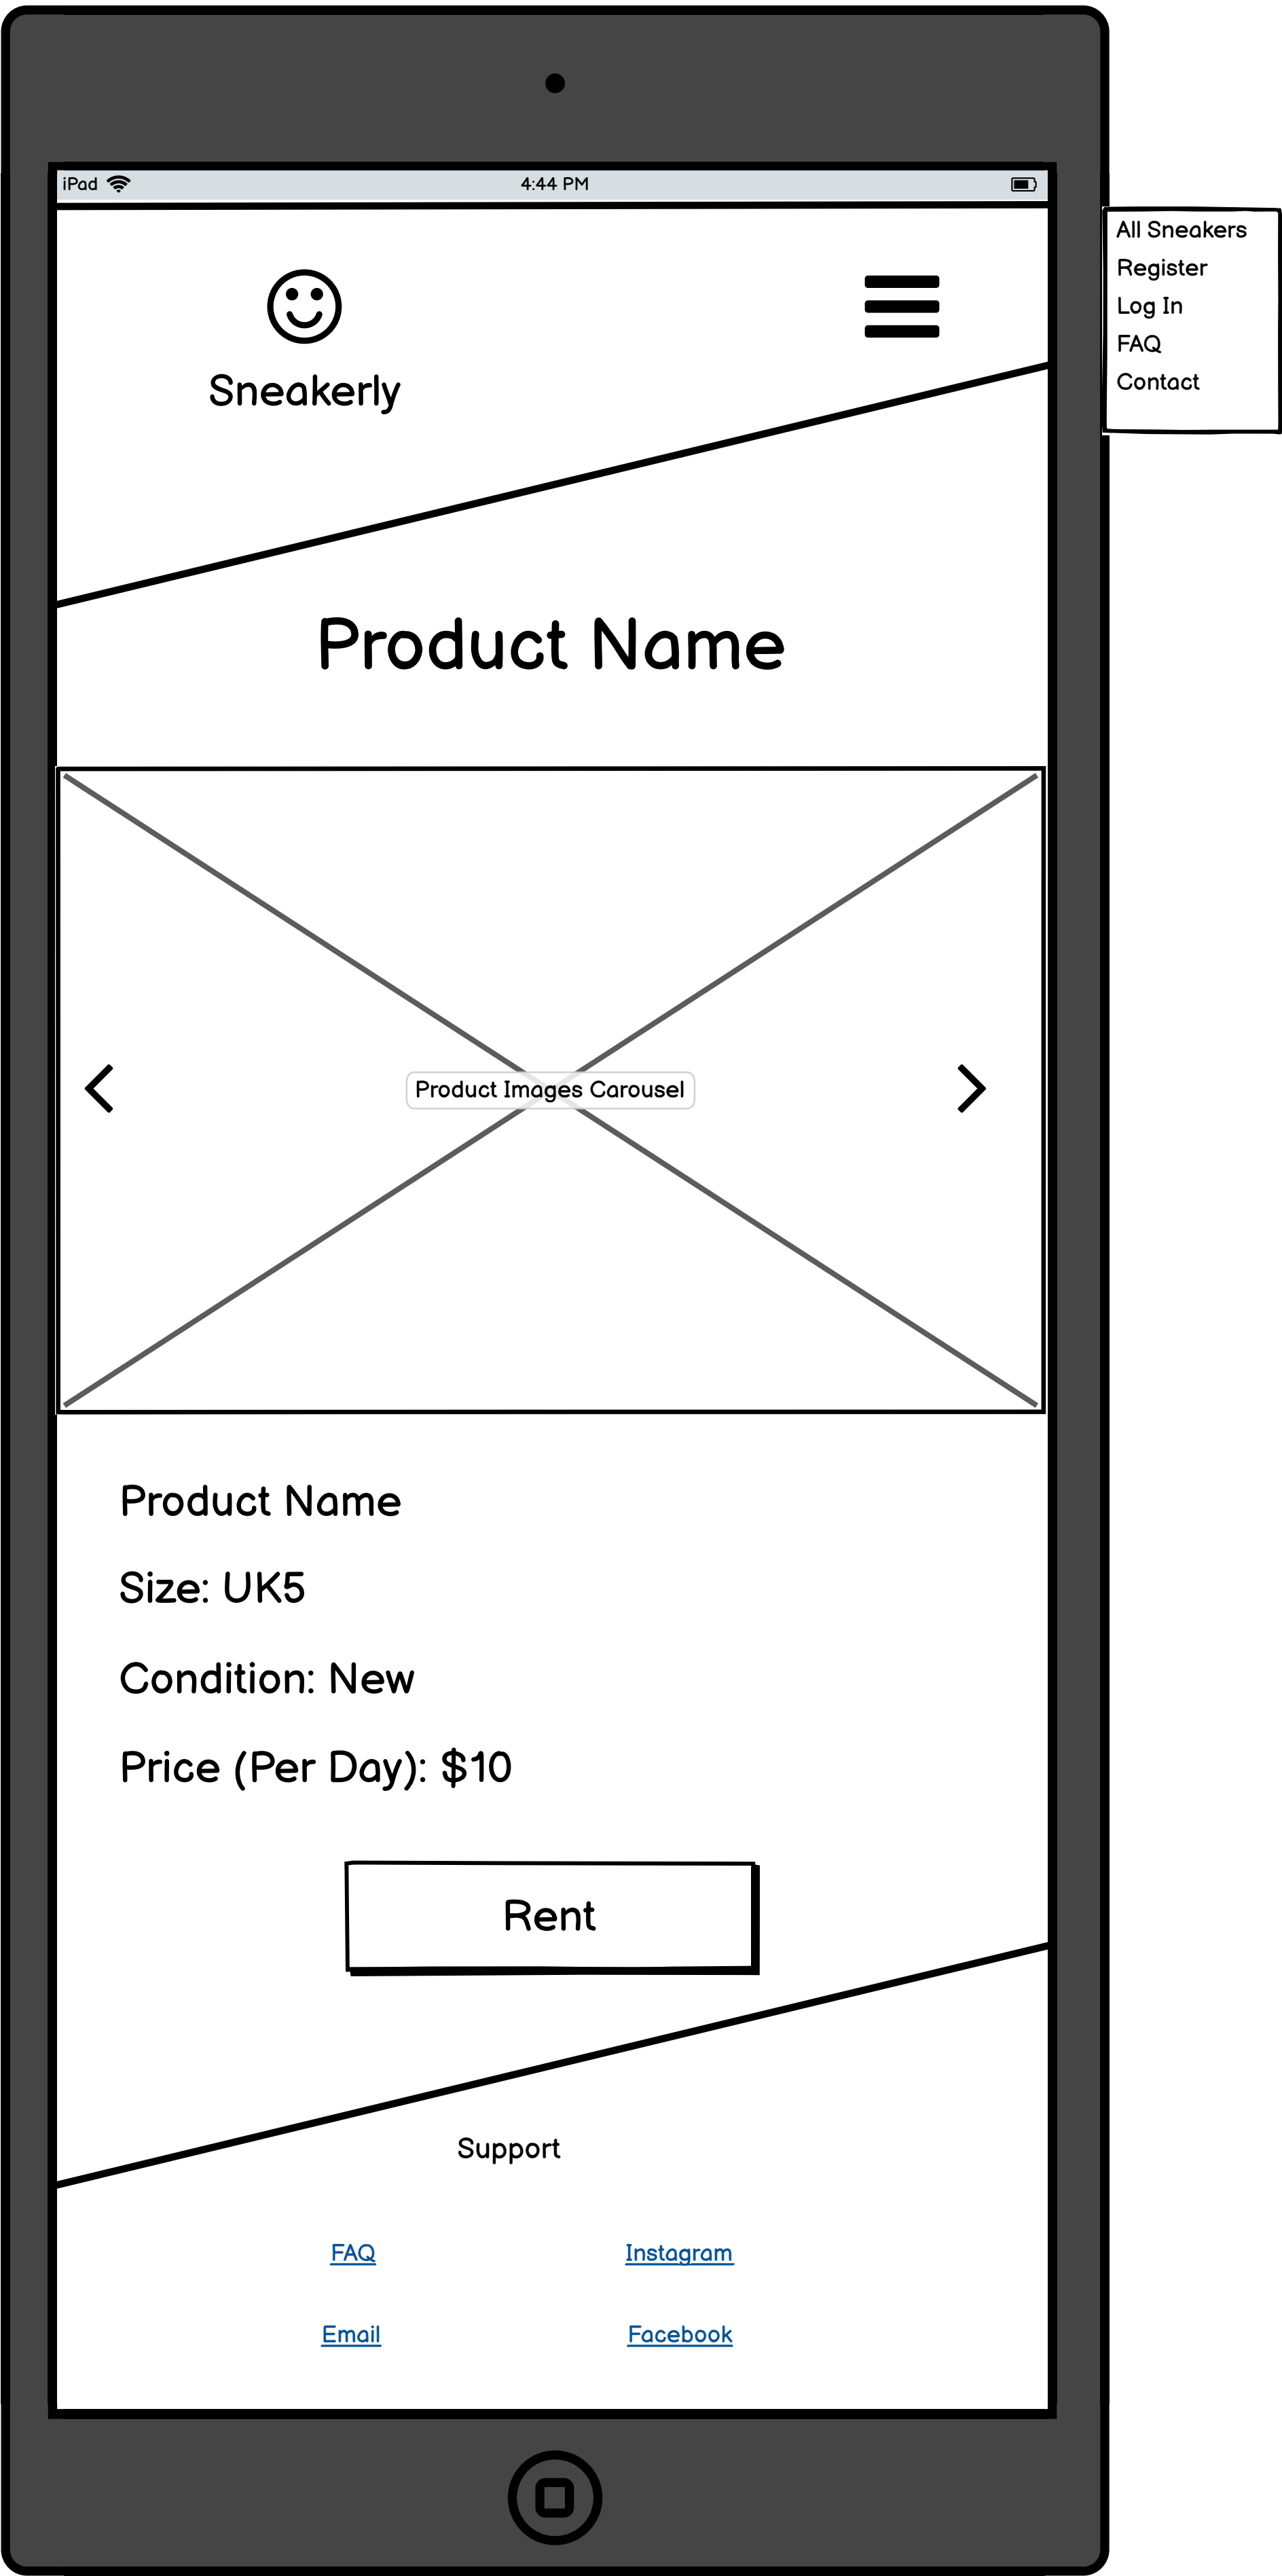 iPad 4:44 PM
All Sneakers
Register
Log In
FAQ
Contact
Sneakerly
Product Name
Product Images Carousel
Product Name
Size: UK5
Condition: New
Price (Per Day): $10
Rent
Support
FAQ Instagram
Email Facebook